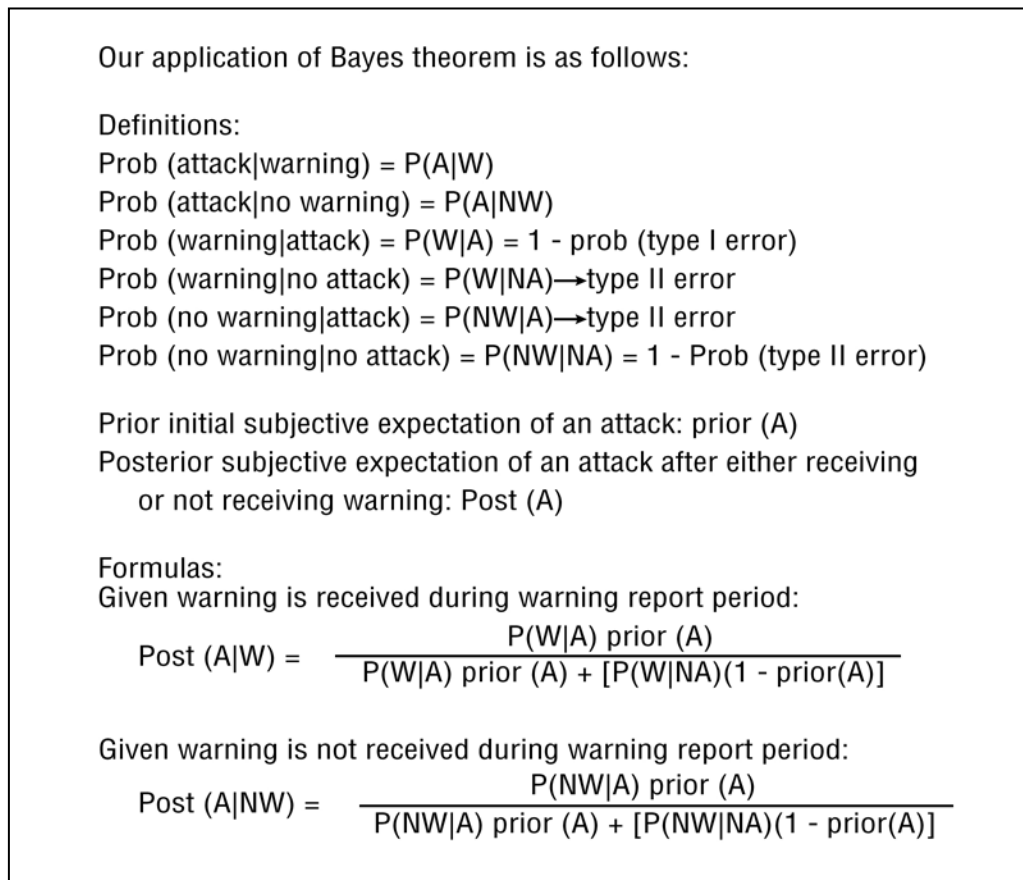 Our application of Bayes theorem is as follows:
Definitions:
Prob (attack|warning) = P(A|W)
Prob (attack|no warning) = P(A|NW)
Prob (warning|attack) = P(W|A) = 1 - prob (type I error)
Prob (warning|no attack) = P(W|NA)→type II error
Prob (no warning|attack) = P(NW|A)→type II error
Prob (no warning|no attack) = P(NW|NA) = 1 - Prob (type II error)
Prior initial subjective expectation of an attack: prior (A)
Posterior subjective expectation of an attack after either receiving
or not receiving warning: Post (A)
Formulas:
Given warning is received during warning report period:
Post (A|W) =
P(W|A) prior (A)
P(W|A) prior (A) + [P(W|NA)(1 - prior(A)]
Given warning is not received during warning report period:
Post (A|NW) =
P(NW|A) prior (A)
P(NW|A) prior (A) + [P(NW|NA)(1 - prior(A)]